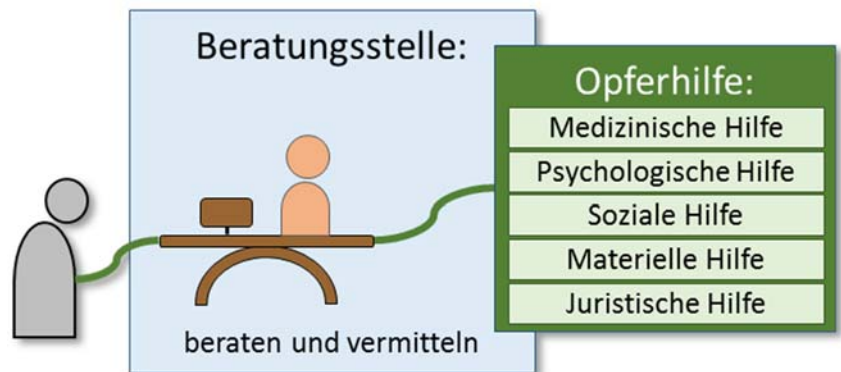 Beratungsstelle:
Opferhilfe:
Medizinische Hilfe
Psychologische Hilfe
Soziale Hilfe
Materielle Hilfe
Juristische Hilfe
beraten und vermitteln